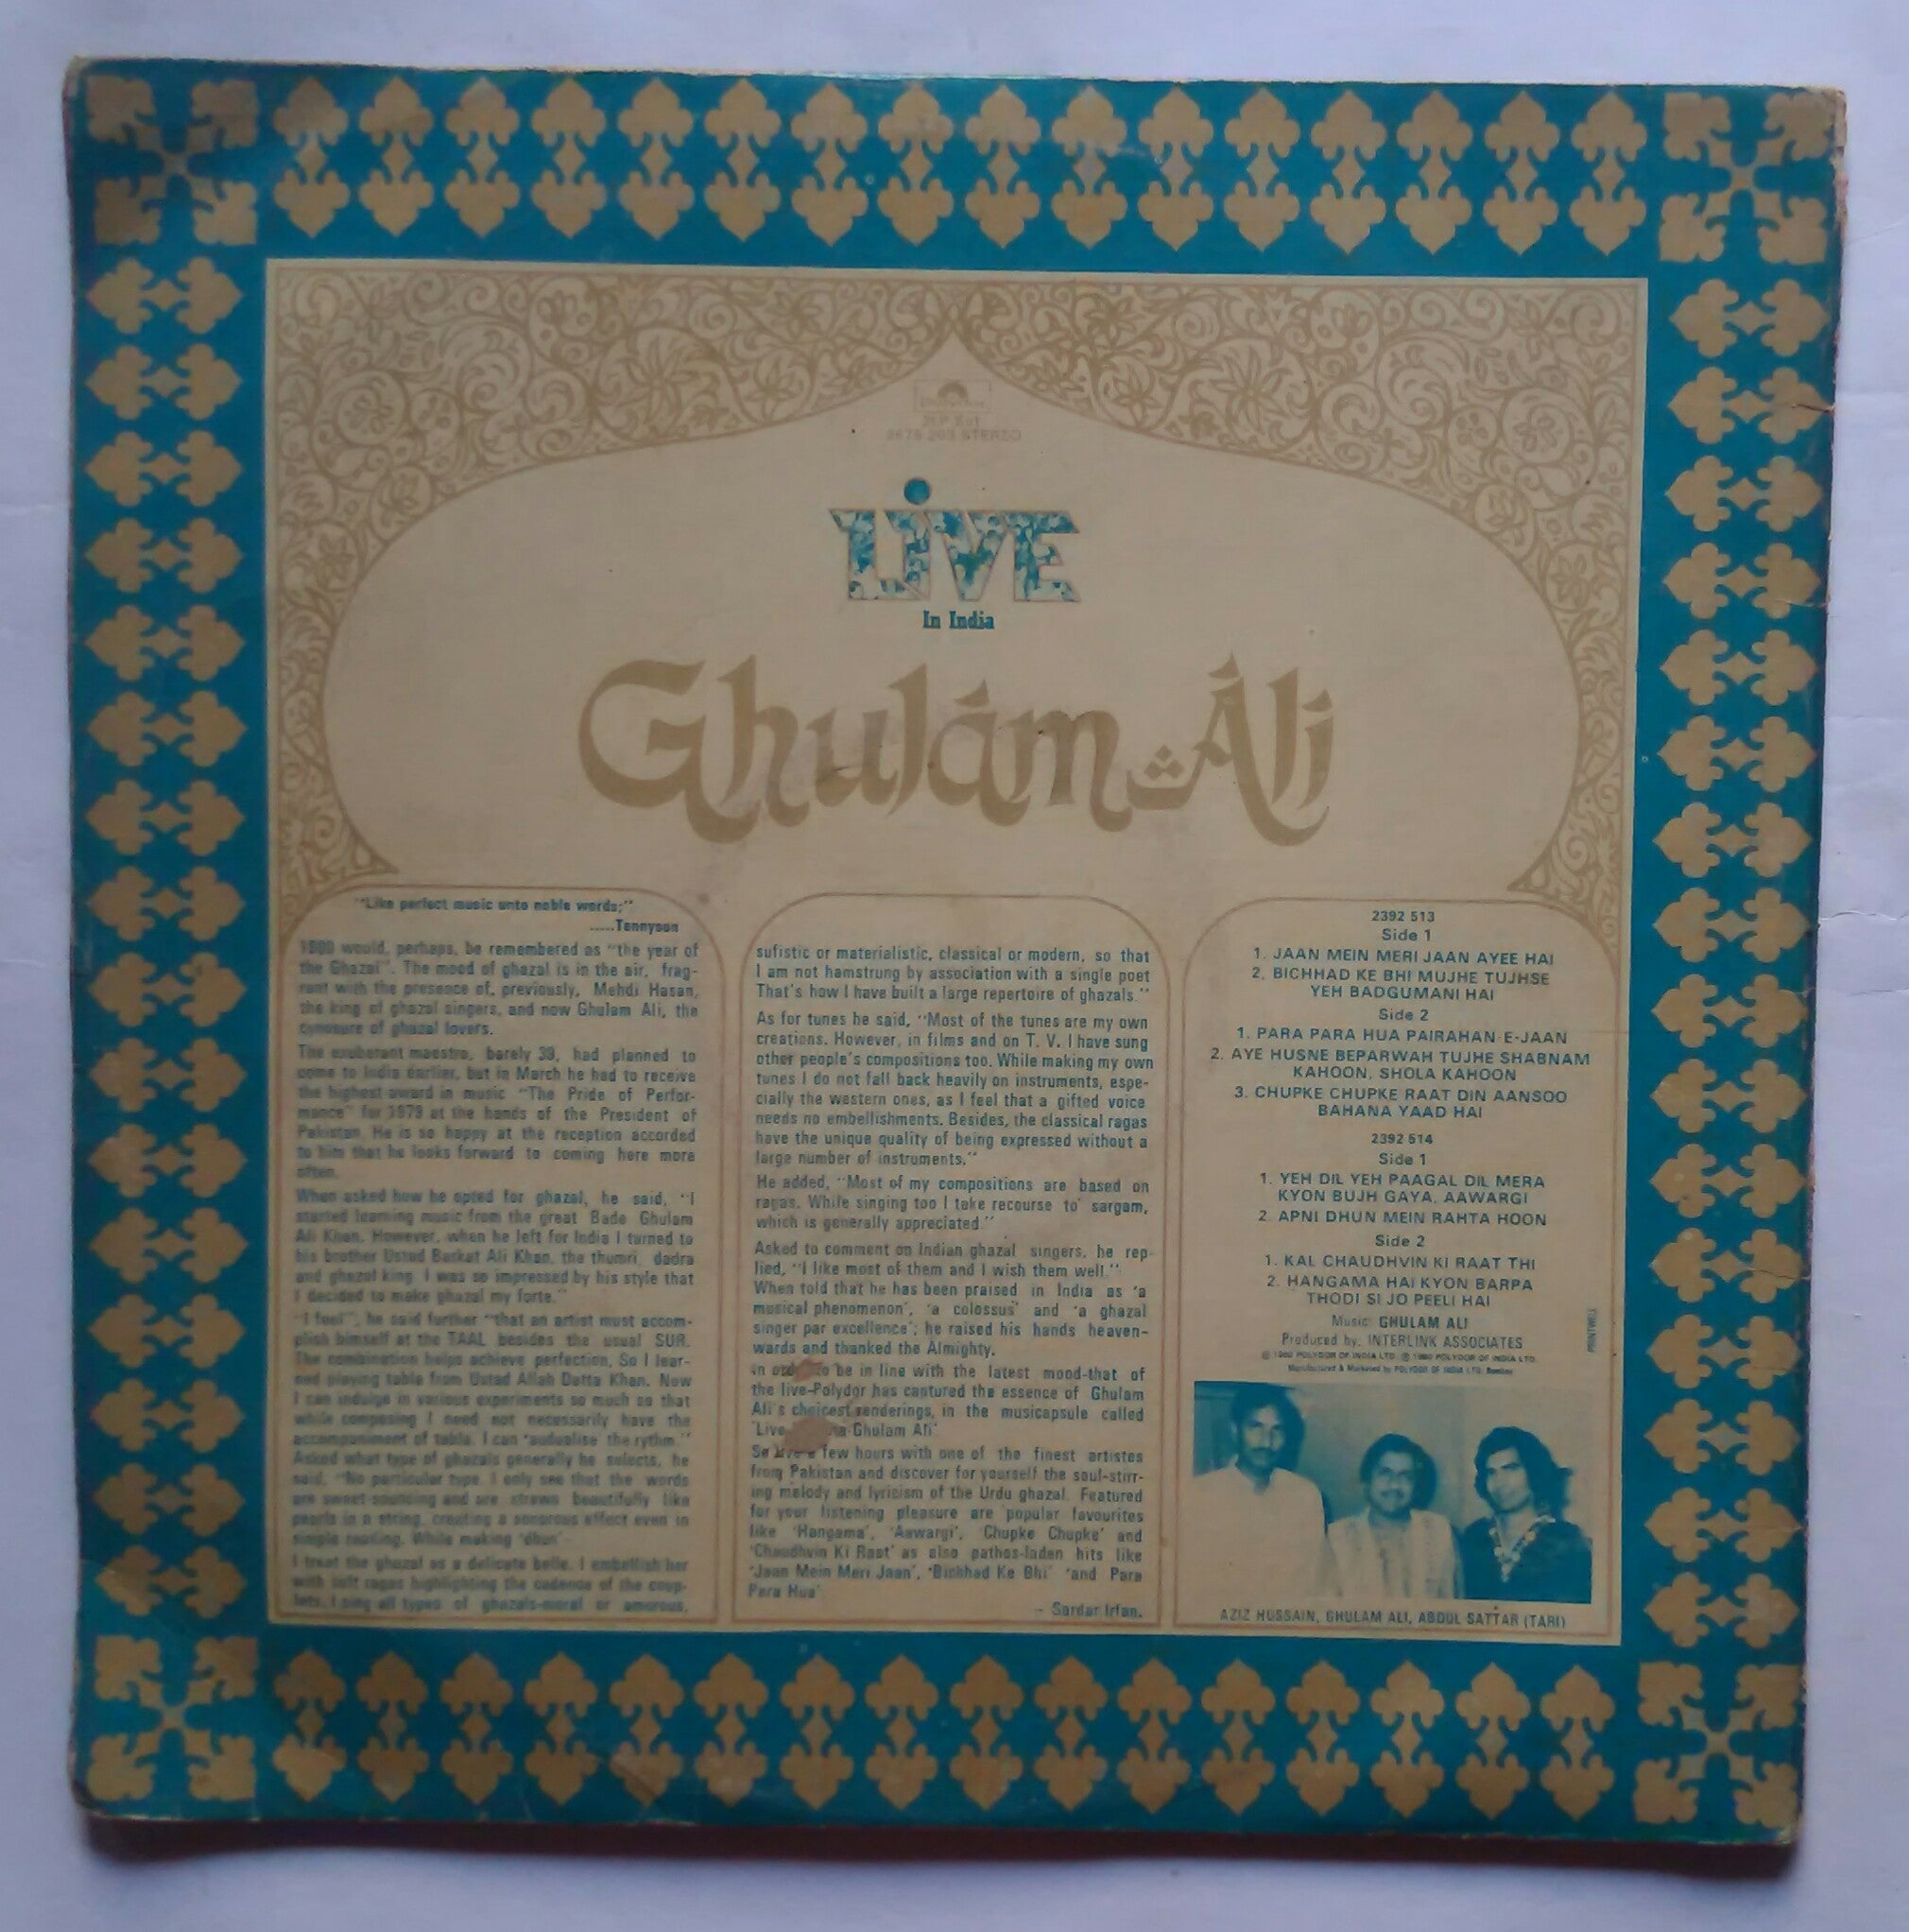 2LP Set
2675 203 STEREO
LiVE
In India
Ghulám Áli
"Like perfect music unto noble words;"
.....Tennyson
1980 would, perhaps, be remembered as "the year of
the Ghazal". The mood of ghazal is in the air, frag-
rant with the presence of, previously, Mehdi Hasan,
the king of ghazal singers, and now Ghulam Ali, the
cynosure of ghazal lovers.
The exuberant maestro, barely 39, had planned to
come to India earlier, but in March he had to receive
the highest award in music "The Pride of Perfor-
mance" for 1979 at the hands of the President of
Pakistan. He is so happy at the reception accorded
to him that he looks forward to coming here more
often.
When asked how he opted for ghazal, he said, "I
started learning music from the great Bade Ghulam
Ali Khan. However, when he left for India I turned to
his brother Ustad Barkat Ali Khan, the thumri, dadra
and ghazal king. I was so impressed by his style that
I decided to make ghazal my forte."
"I feel", he said further "that an artist must accom-
plish himself at the TAAL besides the usual SUR.
The combination helps achieve perfection. So I lear-
ned playing tabla from Ustad Allah Datta Khan. Now
I can indulge in various experiments so much so that
while composing I need not necessarily have the
accompaniment of tabla. I can 'audualise the rythm."
Asked what type of ghazals generally he selects, he
said, "No particular type. I only see that the words
are sweet-sounding and are strewn beautifully like
pearls in a string, creating a sonorous effect even in
simple reading. While making 'dhun'
I treat the ghazal as a delicate belle. I embellish her
with soft ragas highlighting the cadence of the coup-
lets. I sing all types of ghazals-moral or amorous,
sufistic or materialistic, classical or modern, so that
I am not hamstrung by association with a single poet
That's how I have built a large repertoire of ghazals."
As for tunes he said, "Most of the tunes are my own
creations. However, in films and on T. V. I have sung
other people's compositions too. While making my own
tunes I do not fall back heavily on instruments, espe-
cially the western ones, as I feel that a gifted voice
needs no embellishments. Besides, the classical ragas
have the unique quality of being expressed without a
large number of instruments."
He added, "Most of my compositions are based on
ragas. While singing too I take recourse to' sargam,
which is generally appreciated."
Asked to comment on Indian ghazal singers, he rep-
lied, "I like most of them and I wish them well."
When told that he has been praised in India as 'a
musical phenomenon', 'a colossus' and 'a ghazal
singer par excellence'; he raised his hands heaven-
wards and thanked the Almighty.
in to be in line with the latest mood-that of
the live-Polydor has captured the essence of Ghulam
Ali s choicest renderings, in the musicapsule called
'Live Ghulam Ali'
So few hours with one of the finest artistes
from Pakistan and discover for yourself the soul-stirr-
ing melody and lyricism of the Urdu ghazal. Featured
for your listening pleasure are popular favourites
like 'Hangama', 'Aawargi', 'Chupke Chupke' and
'Chaudhvin Ki Raat' as also pathos-laden hits like
'Jaan Mein Meri Jaan', 'Bichhad Ke Bhi' 'and Para
Para Hua'
- Sardar Irfan.
2392 513
Side 1
1. JAAN MEIN MERI JAAN AYEE HAI
2. BICHHAD KE BHI MUJHE TUJHSE
YEH BADGUMANI HAI
Side 2
1. PARA PARA HUA PAIRAHAN-E-JAAN
2. AYE HUSNE BEPARWAH TUJHE SHABNAM
KAHOON, SHOLA KAHOON
3. CHUPKE CHUPKE RAAT DIN AANSOO
BAHANA YAAD HAI
2392 514
Side 1
1. YEH DIL YEH PAAGAL DIL MERA
KYON BUJH GAYA, AAWARGI
2. APNI DHUN MEIN RAHTA HOON
Side 2
1. KAL CHAUDHVIN KI RAAT THI
2. HANGAMA HAI KYON BARPA
THODI SI JO PEELI HAI
Music: GHULAM ALI
Produced by: INTERLINK ASSOCIATES
℗ 1980 POLYDOR OF INDIA LTD. © 1980 POLYDOR OF INDIA LTD.
Manufactured & Marketed by POLYDOR OF INDIA LTD. Bombay
PRINTWELL
AZIZ HUSSAIN, GHULAM ALI, ABDUL SATTAR (TARI)